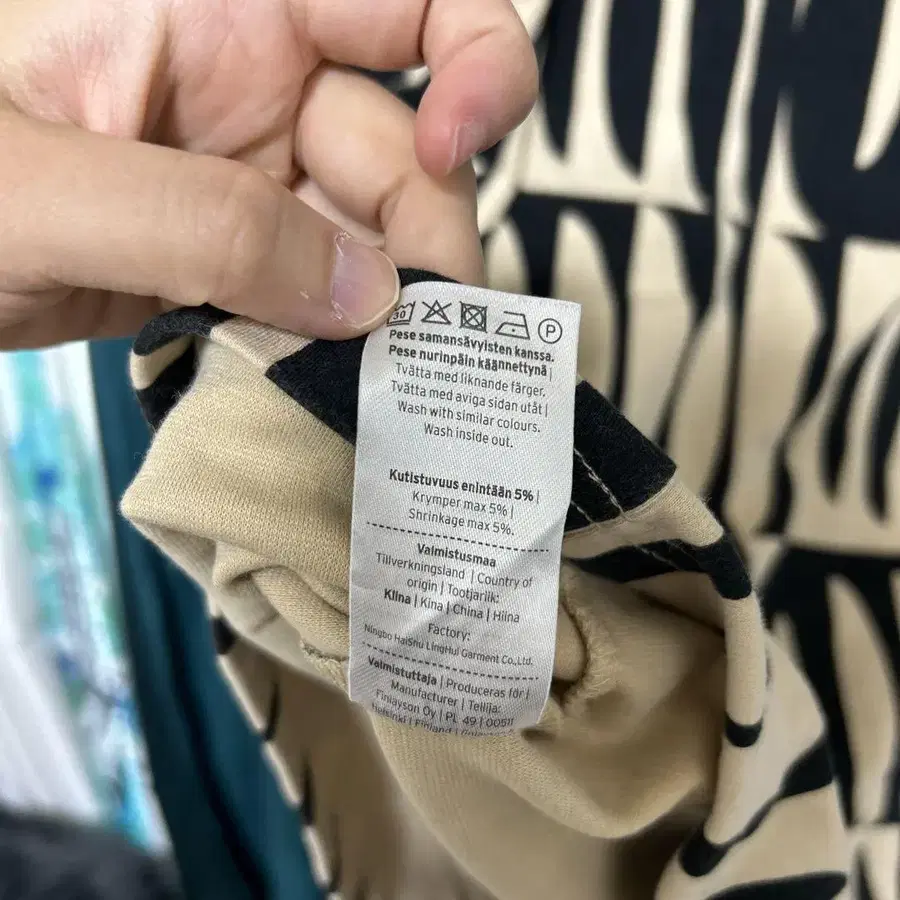 30 P
Pese samansävyisten kanssa.
Pese nurinpäin käännettynä |
Tvätta med liknande färger.
Tvätta med aviga sidan utåt |
Wash with similar colours.
Wash inside out.
Kutistuvuus enintään 5% |
Krymper max 5% |
Shrinkage max 5%.
Valmistusmaa
Tillverkningsland | Country of
origin | Tootjariik:
Kiina | Kina | China | Hiina
Factory:
Ningbo HaiShu LingHui Garment Co.,Ltd.
Valmistuttaja | Produceras för |
Manufacturer | Tellija:
Finlayson Oy | PL 49 | 00511
Helsinki | Finland |